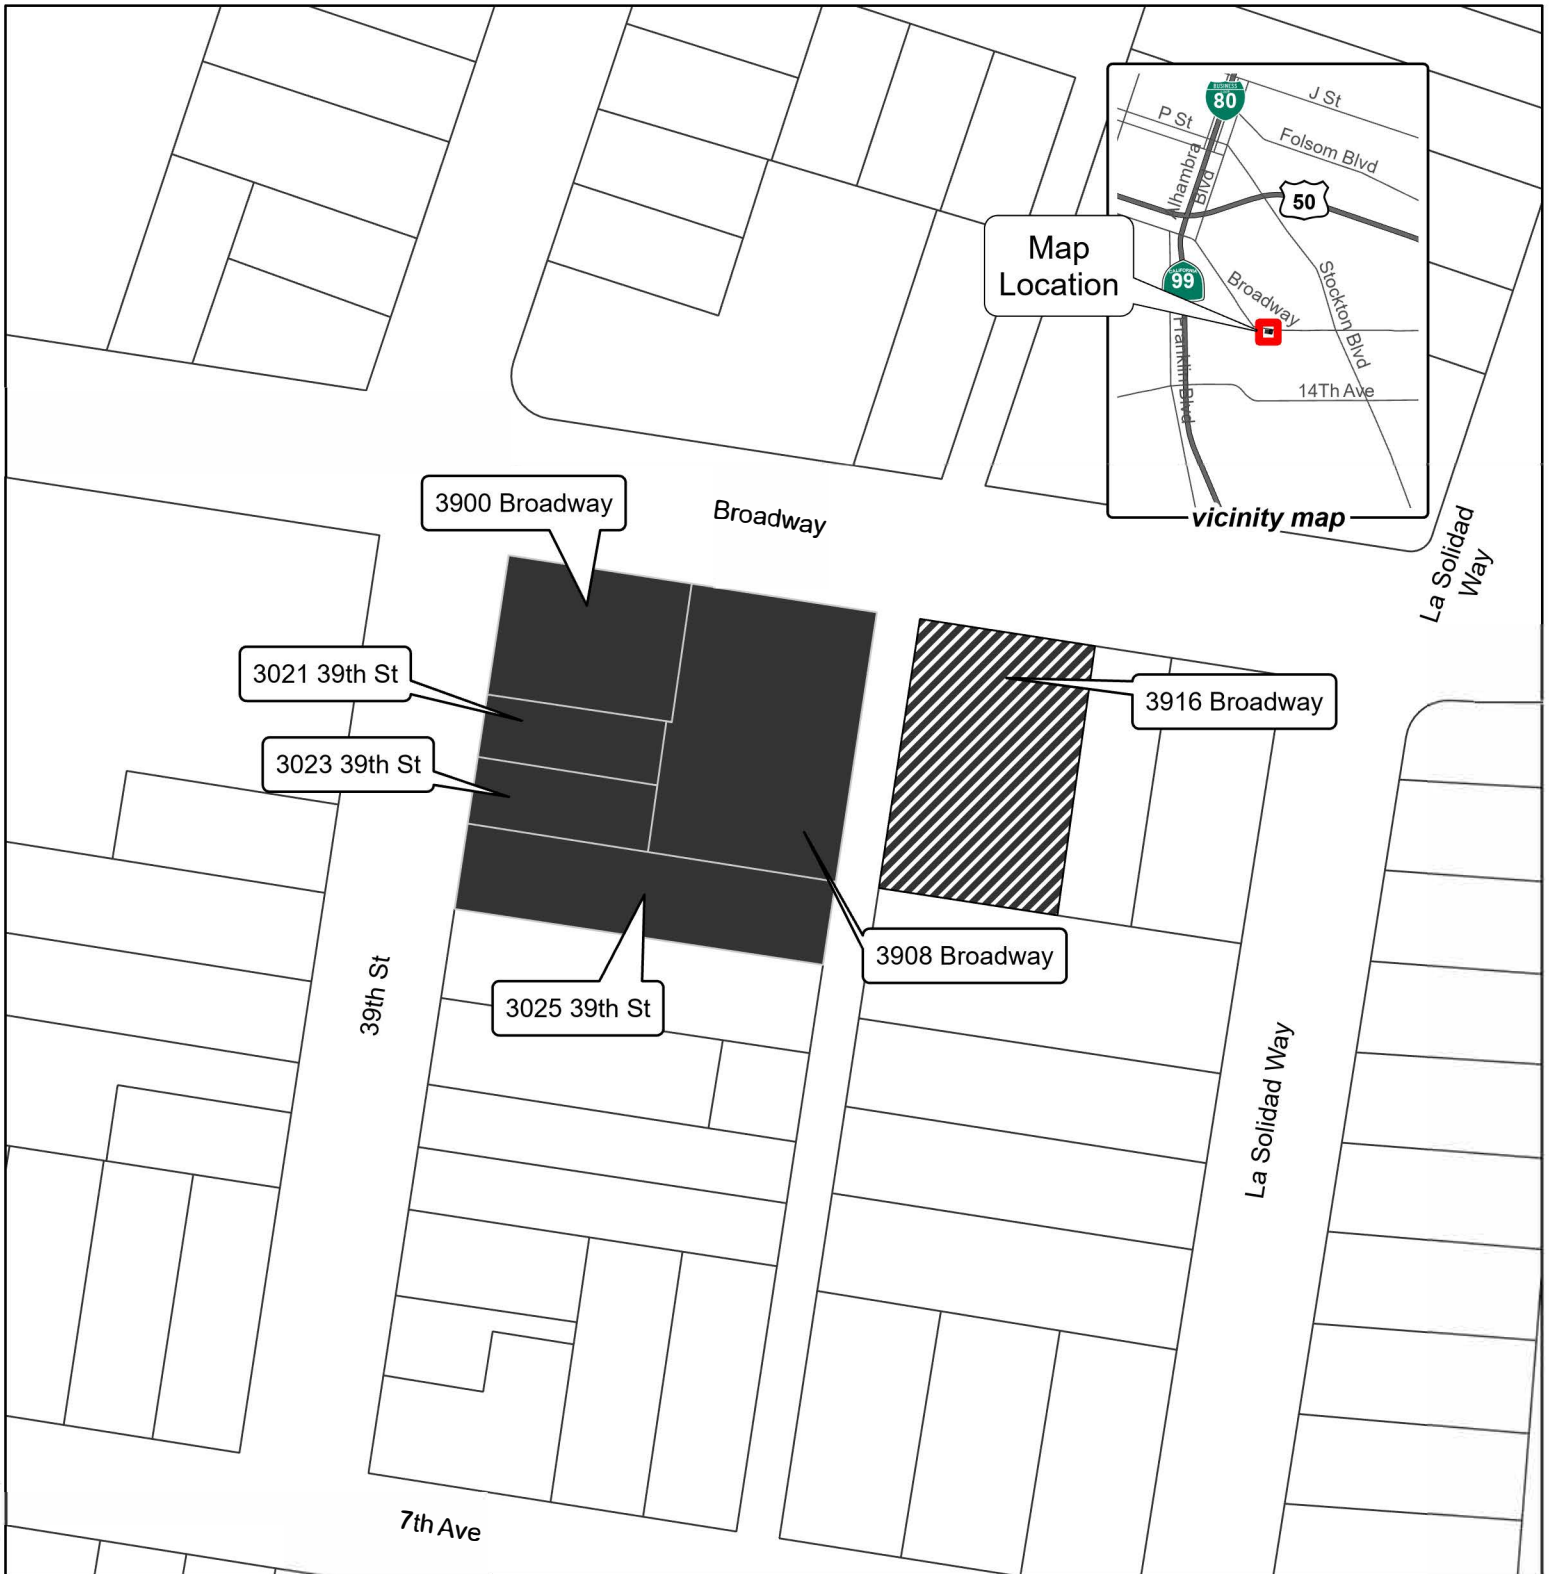 BUSINESS
80
J St
P St
Folsom Blvd
Alhambra
Blvd
50
Map
Location
CALIFORNIA
99
Broadway
Stockton Blvd
Franklin Blvd
14Th Ave
vicinity map
3900 Broadway
Broadway
La Solidad
Way
3021 39th St
3916 Broadway
3023 39th St
3908 Broadway
39th St
3025 39th St
La Solidad Way
7th Ave